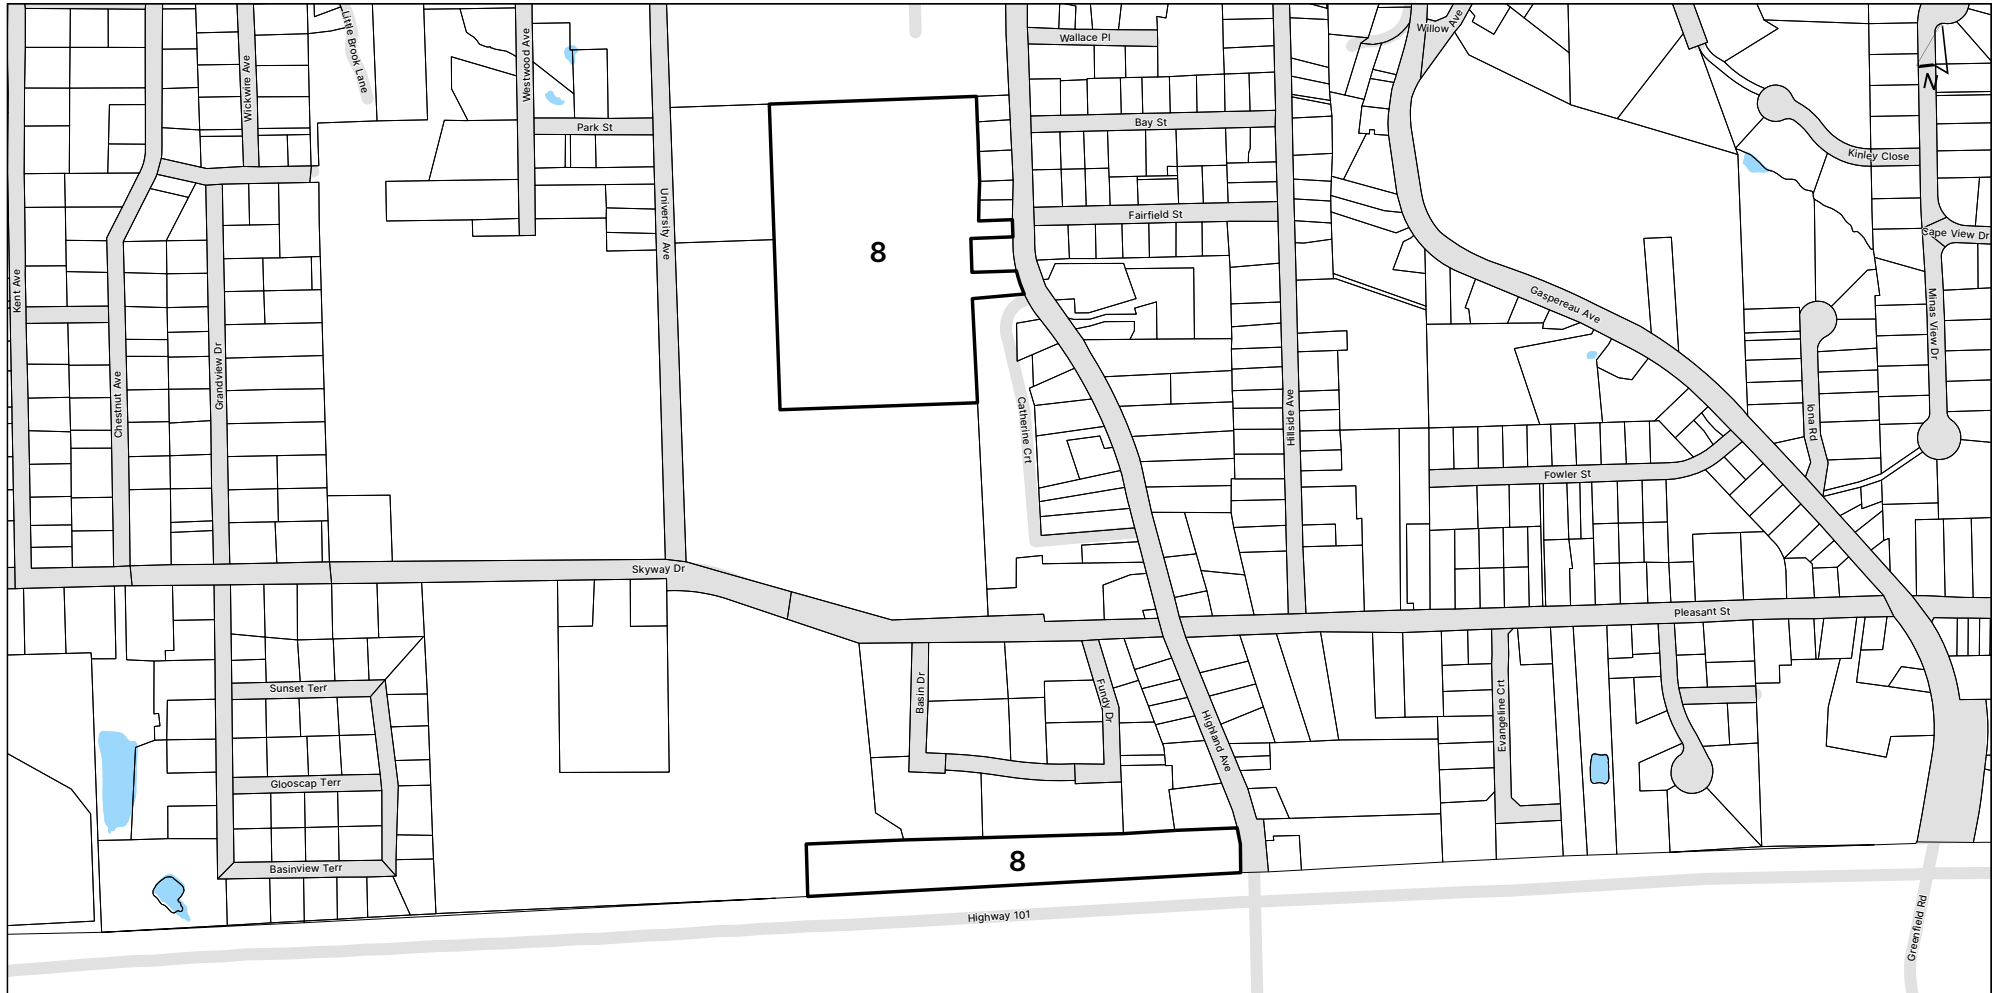 Little Brook Lane
Westwood Ave
Wickwire Ave
Willow Ave
Wallace Pl
N
Park St
Bay St
Kinley Close
University Ave
Fairfield St
Cape View Dr
8
Kent Ave
Gaspereau Ave
Minas View Dr
Grandview Dr
Chestnut Ave
Catherine Crt
Hillside Ave
Iona Rd
Fowler St
Skyway Dr
Pleasant St
Sunset Terr
Basin Dr
Fundy Dr
Highland Ave
Evangeline Crt
Glooscap Terr
Basinview Terr
8
Highway 101
Greenfield Rd